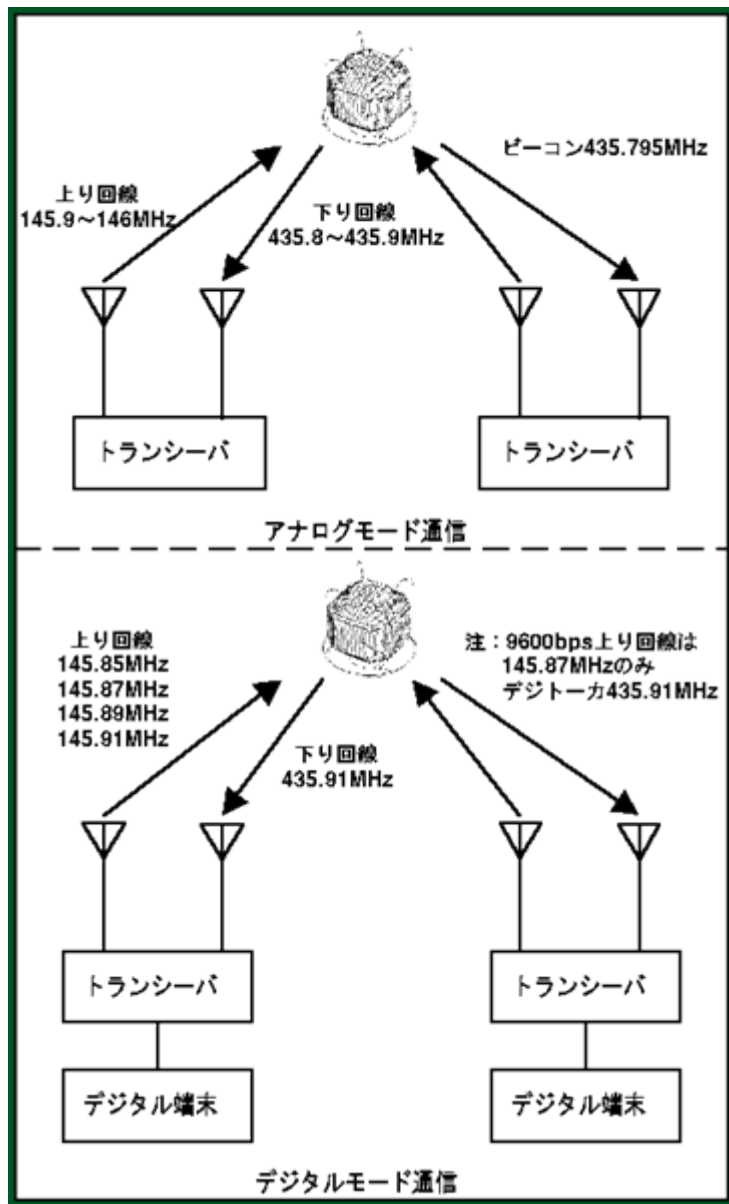 ビーコン435.795MHz
上り回線
145.9～146MHz
下り回線
435.8～435.9MHz
トランシーバ
トランシーバ
アナログモード通信
上り回線
145.85MHz
145.87MHz
145.89MHz
145.91MHz
注：9600bps上り回線は
145.87MHzのみ
デジトーカ435.91MHz
下り回線
435.91MHz
トランシーバ
トランシーバ
デジタル端末
デジタル端末
デジタルモード通信